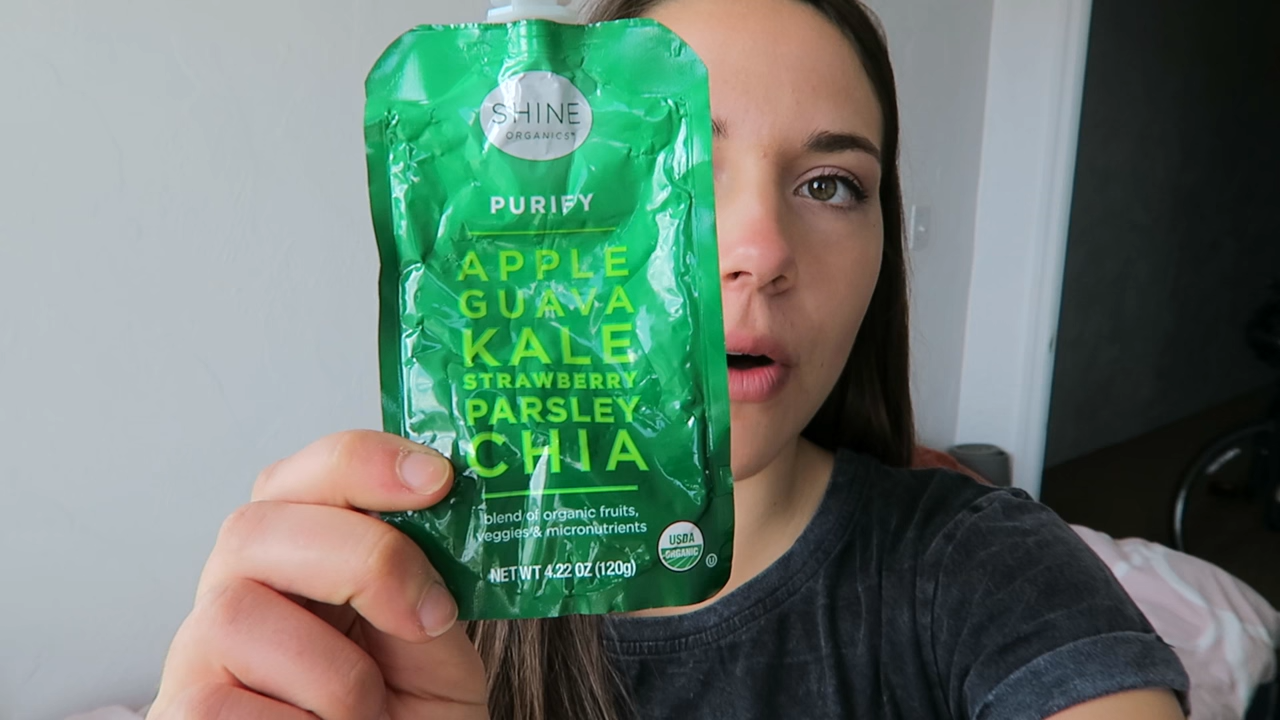 SHINE
ORGANICS™
PURIFY
APPLE
GUAVA
KALE
STRAWBERRY
PARSLEY
CHIA
blend of organic fruits,
veggies & micronutrients
USDA
ORGANIC
U
NET WT 4.22 OZ (120g)